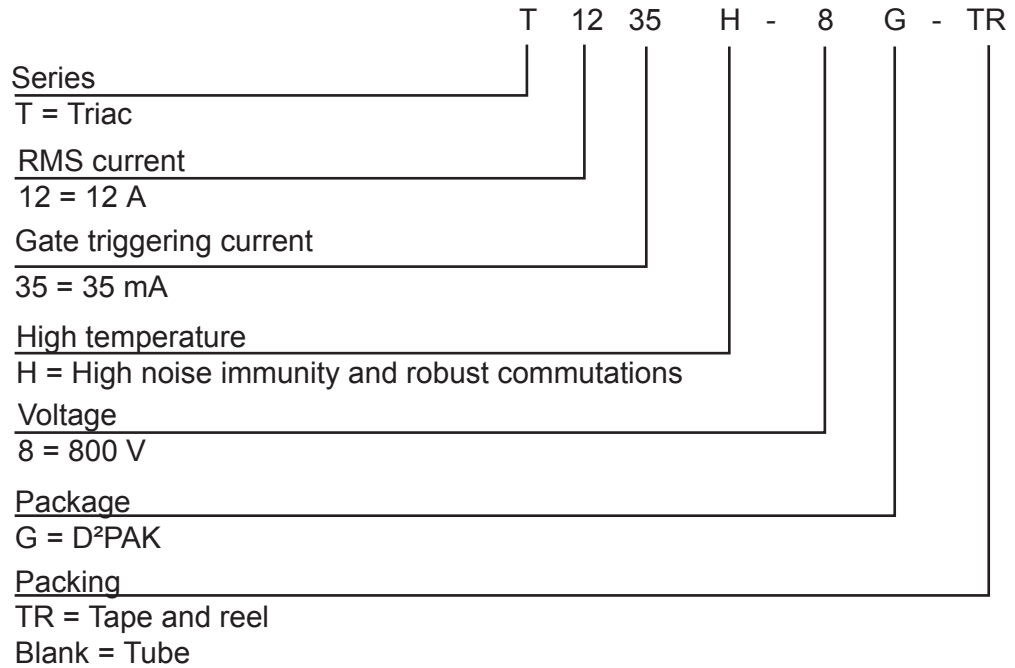 T 12 35 H - 8 G - TR
Series
T = Triac
RMS current
12 = 12 A
Gate triggering current
35 = 35 mA
High temperature
H = High noise immunity and robust commutations
Voltage
8 = 800 V
Package
G = D²PAK
Packing
TR = Tape and reel
Blank = Tube